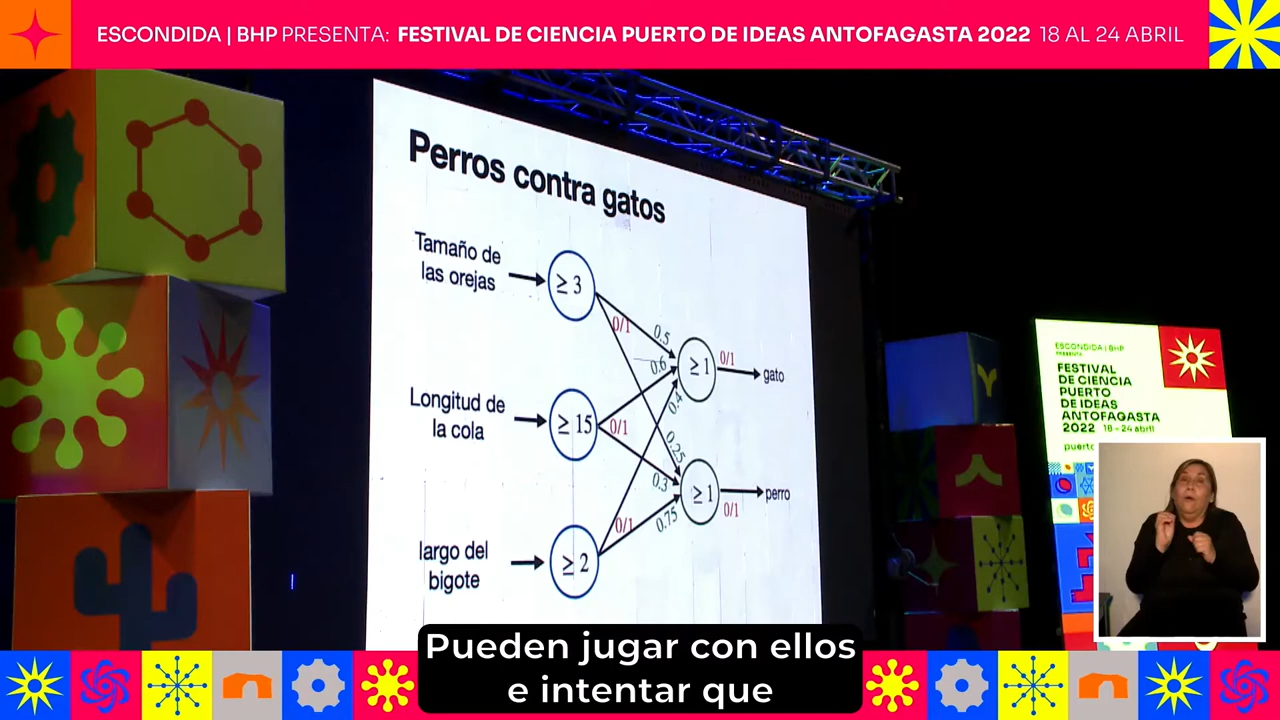 ESCONDIDA | BHP PRESENTA: FESTIVAL DE CIENCIA PUERTO DE IDEAS ANTOFAGASTA 2022 18 AL 24 ABRIL
Perros contra gatos
Tamaño de
las orejas
≥ 3
0/1
0.5
0.6
≥ 1
0/1
gato
0.4
Longitud de
la cola
≥ 15
0/1
0.25
0.3
≥ 1
perro
0/1
0/1
0.75
largo del
bigote
≥ 2
ESCONDIDA | BHP
FESTIVAL
DE CIENCIA
PUERTO
DE IDEAS
ANTOFAGASTA
2022 18 - 24 abril
puerto
Pueden jugar con ellos
e intentar que